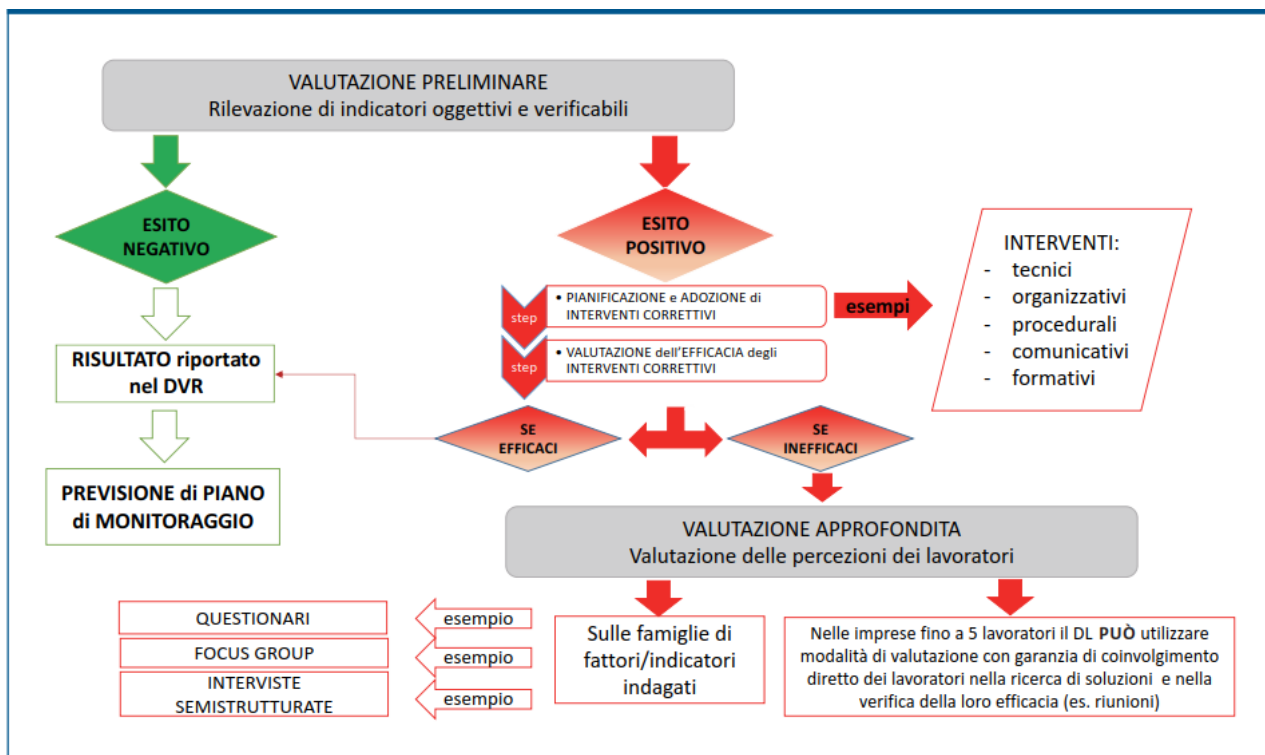 VALUTAZIONE PRELIMINARE
Rilevazione di indicatori oggettivi e verificabili
ESITO
NEGATIVO
ESITO
POSITIVO
INTERVENTI:
- tecnici
- organizzativi
- procedurali
- comunicativi
- formativi
step
• PIANIFICAZIONE e ADOZIONE di
INTERVENTI CORRETTIVI
esempi
step
• VALUTAZIONE dell'EFFICACIA degli
INTERVENTI CORRETTIVI
RISULTATO riportato
nel DVR
SE
EFFICACI
SE
INEFFICACI
PREVISIONE di PIANO
di MONITORAGGIO
VALUTAZIONE APPROFONDITA
Valutazione delle percezioni dei lavoratori
QUESTIONARI
esempio
FOCUS GROUP
esempio
INTERVISTE
SEMISTRUTTURATE
esempio
Sulle famiglie di
fattori/indicatori
indagati
Nelle imprese fino a 5 lavoratori il DL PUÒ utilizzare
modalità di valutazione con garanzia di coinvolgimento
diretto dei lavoratori nella ricerca di soluzioni e nella
verifica della loro efficacia (es. riunioni)